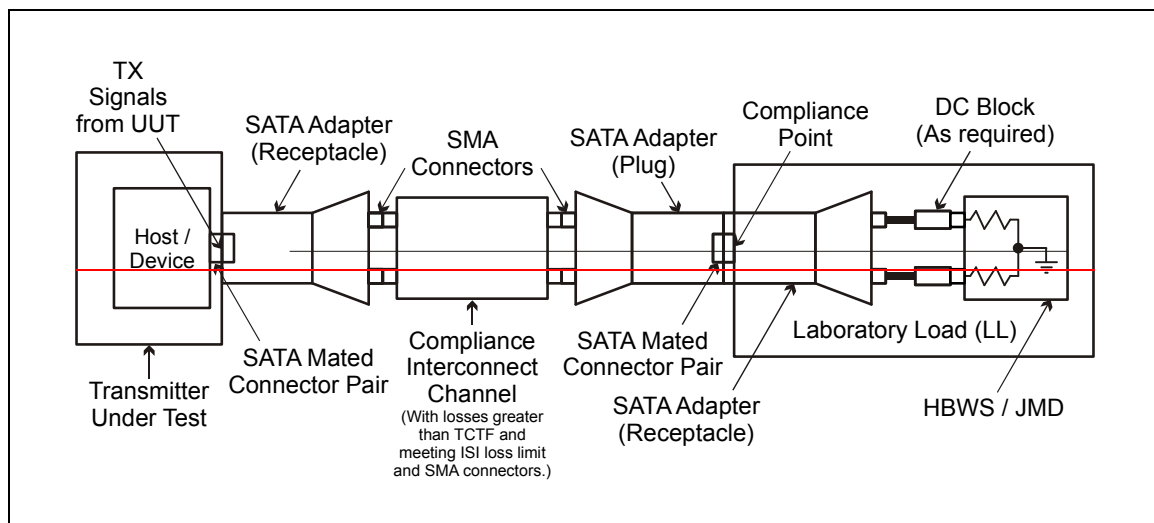 TX
Signals
from UUT
SATA Adapter
(Receptacle)
SMA
Connectors
SATA Adapter
(Plug)
Compliance
Point
DC Block
(As required)
Host /
Device
Laboratory Load (LL)
Transmitter
Under Test
SATA Mated
Connector Pair
Compliance
Interconnect
Channel
(With losses greater
than TCTF and
meeting ISI loss limit
and SMA connectors.)
SATA Mated
Connector Pair
SATA Adapter
(Receptacle)
HBWS / JMD